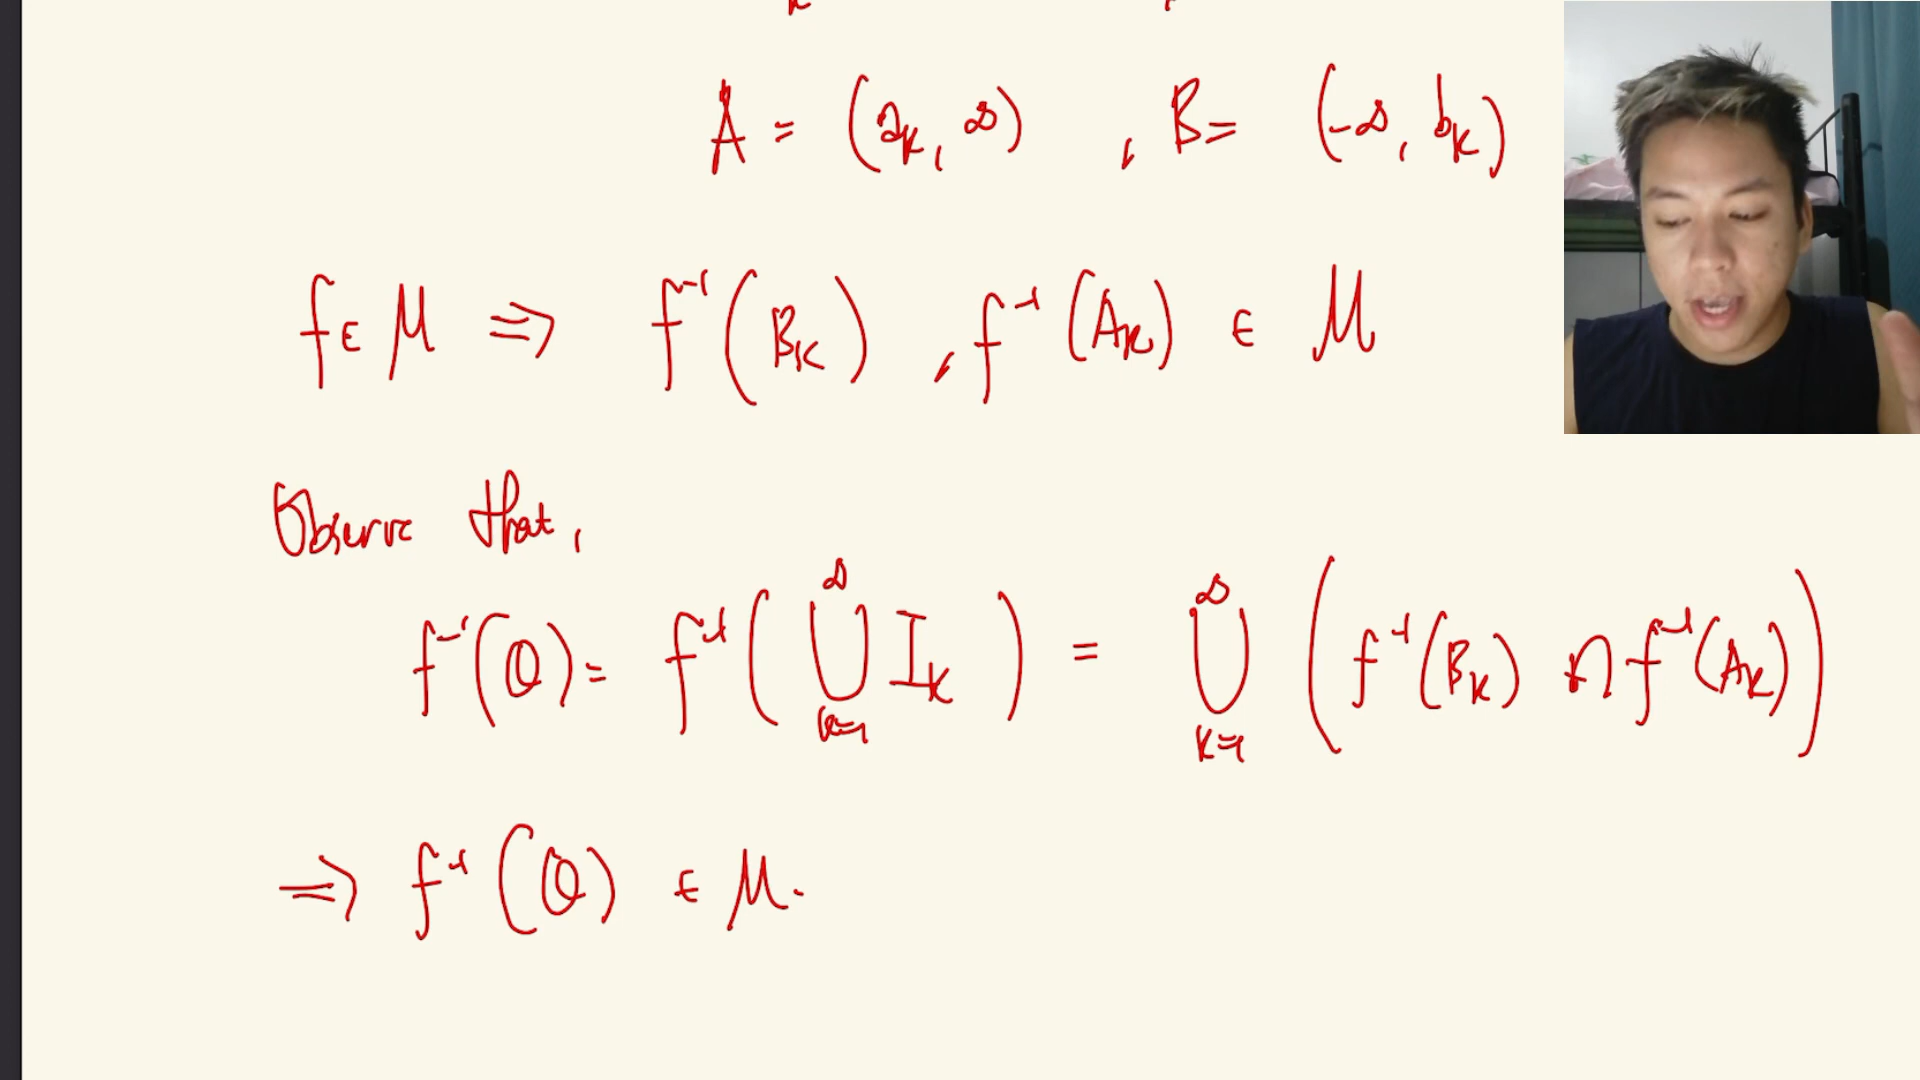 A = (a_k, ∞) , B = (-∞, b_k)
f ∈ M ⇒ f⁻¹(B_k) , f⁻¹(A_k) ∈ M
Observe that,
f⁻¹(O) = f⁻¹(⋃_{k=1}^∞ I_k) = ⋃_{k=1}^∞ (f⁻¹(B_k) ∩ f⁻¹(A_k))
⇒ f⁻¹(O) ∈ M.